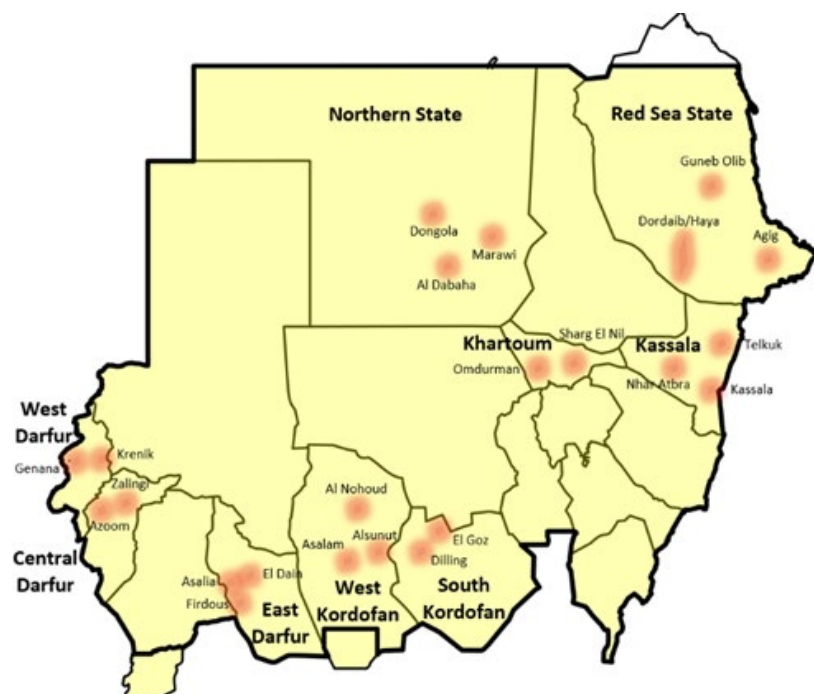 Northern State
Red Sea State
Guneb Olib
Dongola
Dordaib/Haya
Marawi
Agig
Al Dabaha
Khartoum
Sharg El Nil
Kassala
Telkuk
Omdurman
Nhar Atbra
Kassala
West
Darfur
Genana
Krenik
Zalingi
Azoom
Al Nohoud
Central
Darfur
Asalam
Alsunut
El Goz
Dilling
Asalia
El Dain
Firdous
East
Darfur
West
Kordofan
South
Kordofan